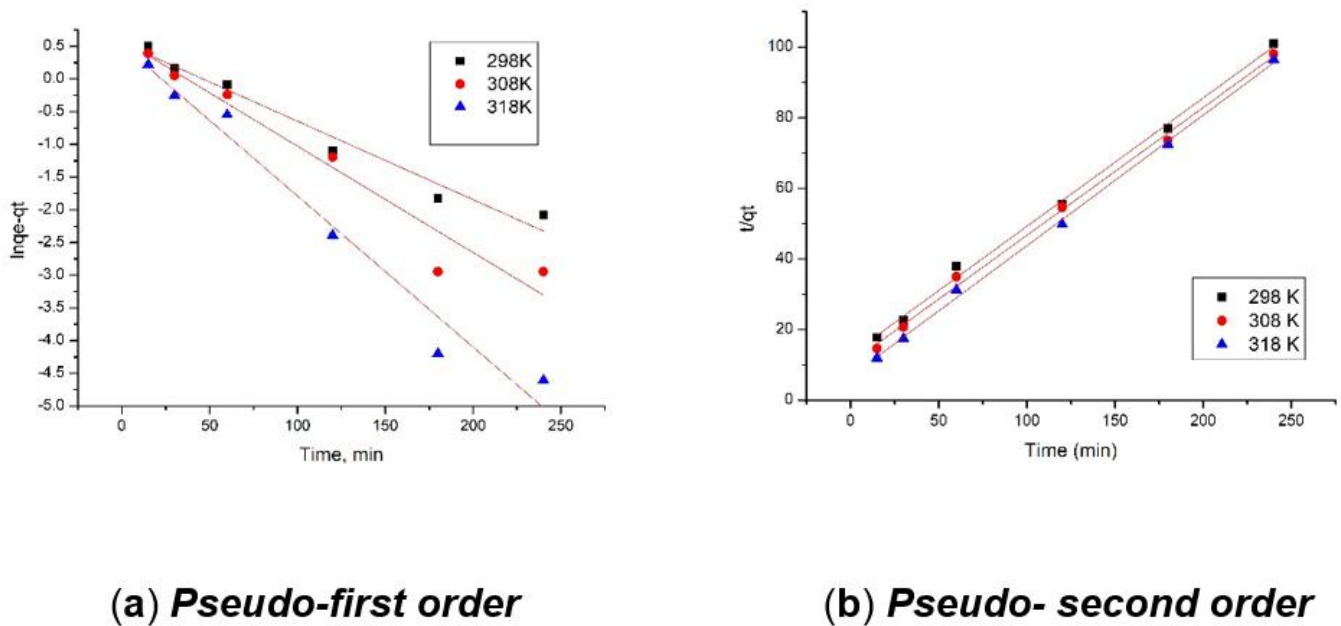 0.5
0.0
-0.5
-1.0
-1.5
-2.0
-2.5
-3.0
-3.5
-4.0
-4.5
-5.0
lnqe-qt
298K
308K
318K
0 50 100 150 200 250
Time, min
100
80
60
40
20
0
t/qt
298 K
308 K
318 K
0 50 100 150 200 250
Time (min)
(a) Pseudo-first order
(b) Pseudo- second order